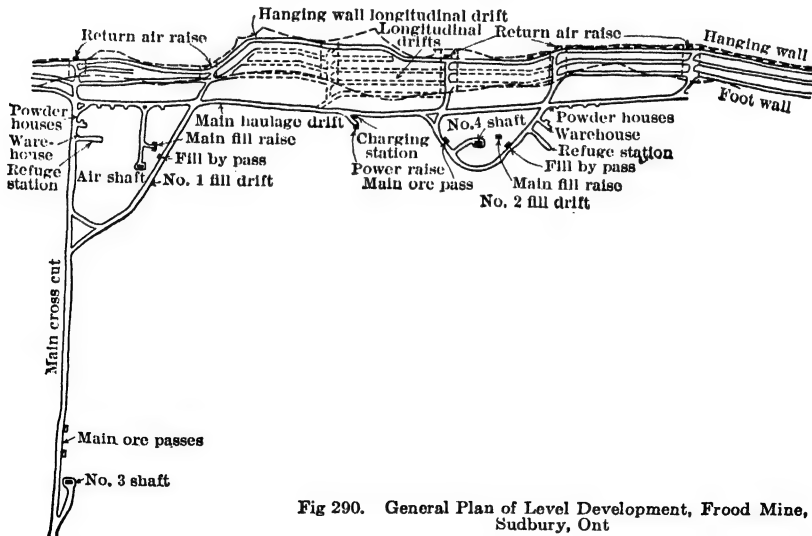 Hanging wall longitudinal drift
Return air raise
Longitudinal
drifts
Return air raise
Hanging wall
Foot wall
Powder
houses
Ware-
house
Refuge
station
Main haulage drift
Main fill raise
Fill by pass
Air shaft
No. 1 fill drift
Charging
station
Power raise
Main ore pass
No. 4 shaft
Powder houses
Warehouse
Refuge station
Fill by pass
Main fill raise
No. 2 fill drift
Main cross cut
Main ore passes
No. 3 shaft
Fig 290. General Plan of Level Development, Frood Mine,
Sudbury, Ont